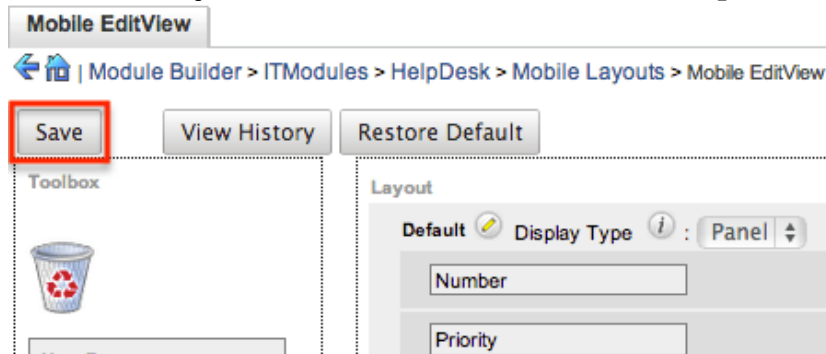 Mobile EditView
| Module Builder > ITModules > HelpDesk > Mobile Layouts > Mobile EditView
Save View History Restore Default
Toolbox
Layout
Default Display Type i : Panel
Number
Priority